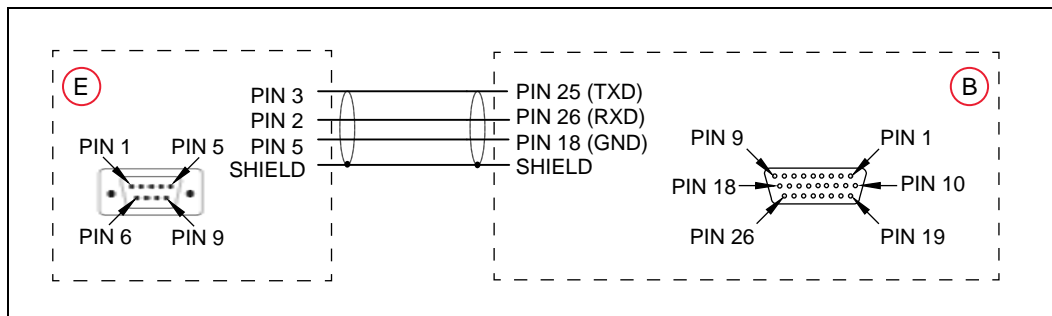 E
PIN 3
PIN 2
PIN 5
SHIELD
PIN 1
PIN 5
PIN 6
PIN 9
PIN 25 (TXD)
PIN 26 (RXD)
PIN 18 (GND)
SHIELD
B
PIN 9
PIN 1
PIN 18
PIN 10
PIN 26
PIN 19